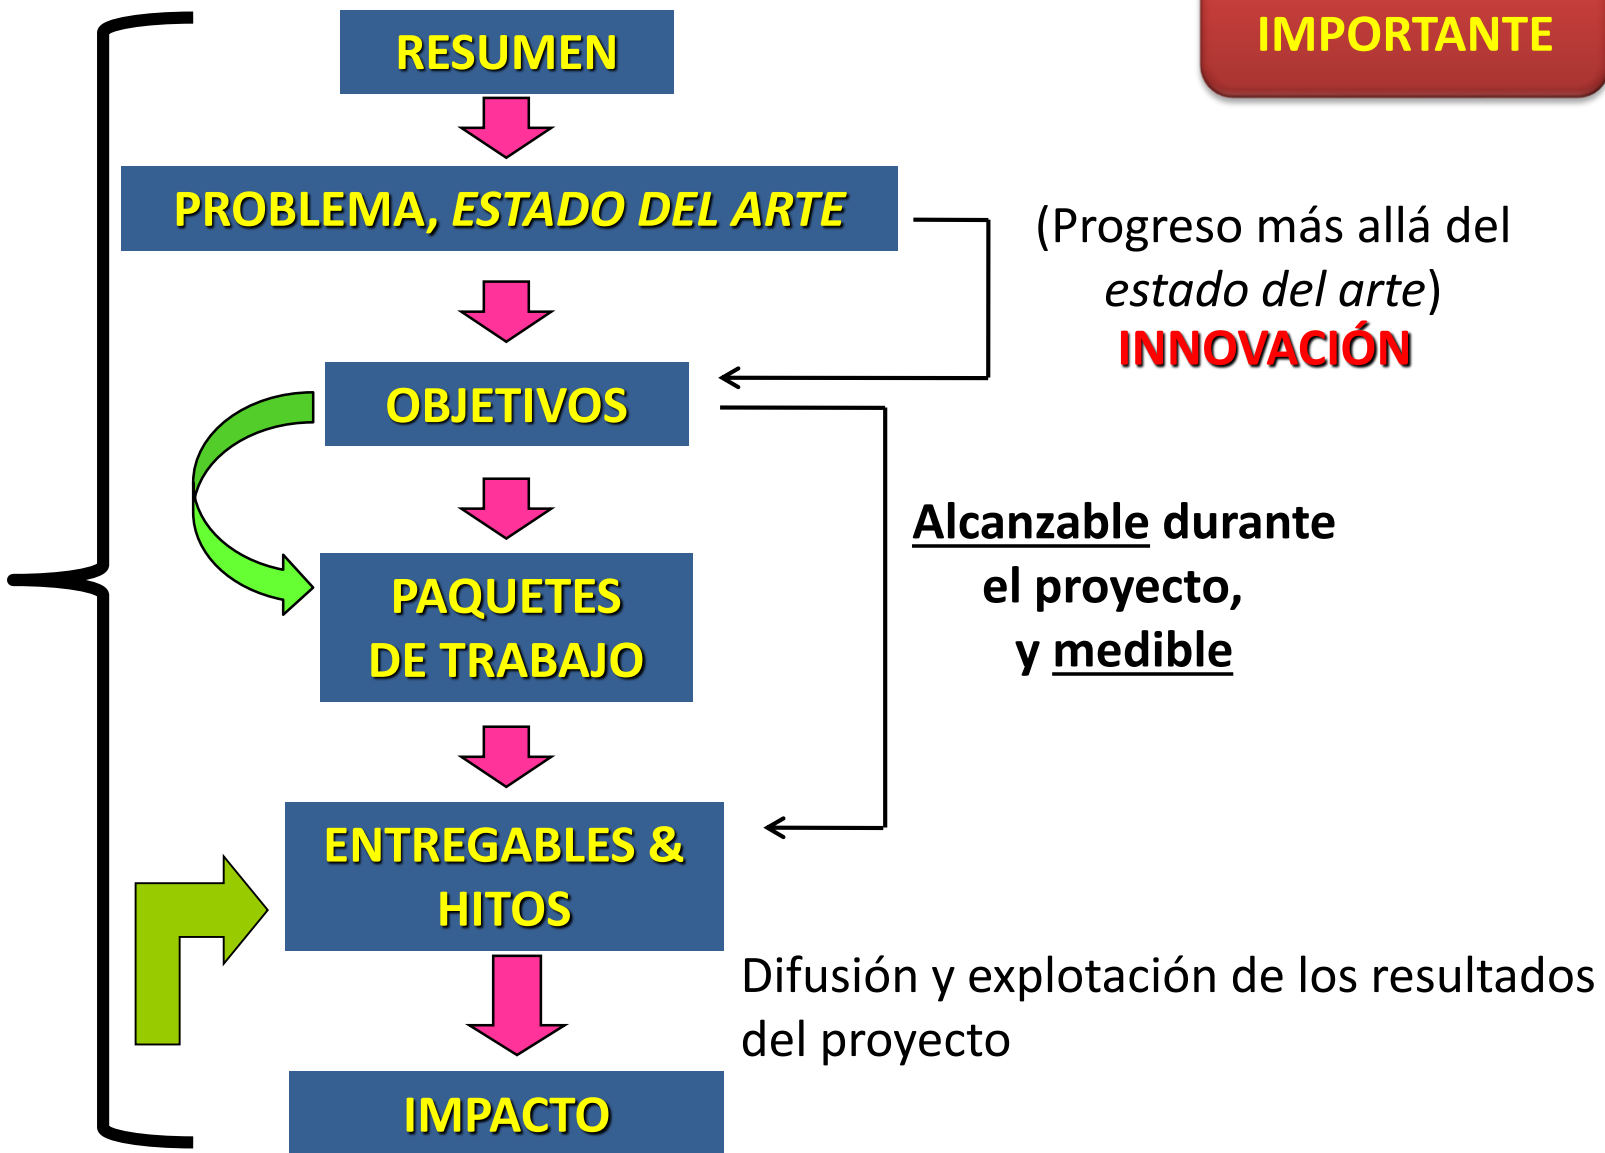 IMPORTANTE
RESUMEN
PROBLEMA, ESTADO DEL ARTE
(Progreso más allá del
estado del arte)
INNOVACIÓN
OBJETIVOS
Alcanzable durante
el proyecto,
y medible
PAQUETES
DE TRABAJO
ENTREGABLES &
HITOS
Difusión y explotación de los resultados
del proyecto
IMPACTO